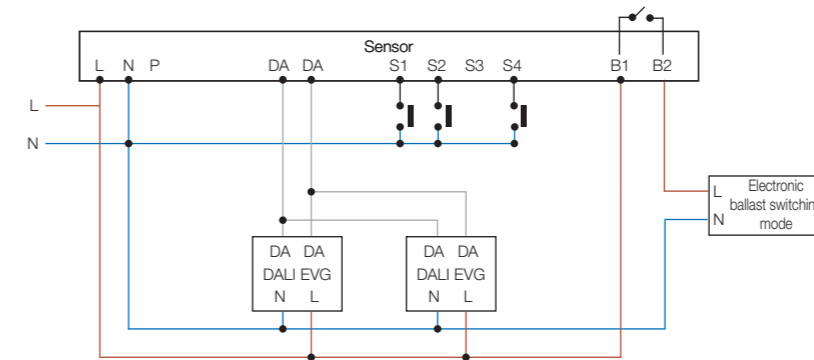 Sensor
L N P DA DA S1 S2 S3 S4 B1 B2
L
N
L Electronic
ballast switchin
N mode
DA DA
DALI EVG
N L
DA DA
DALI EVG
N L